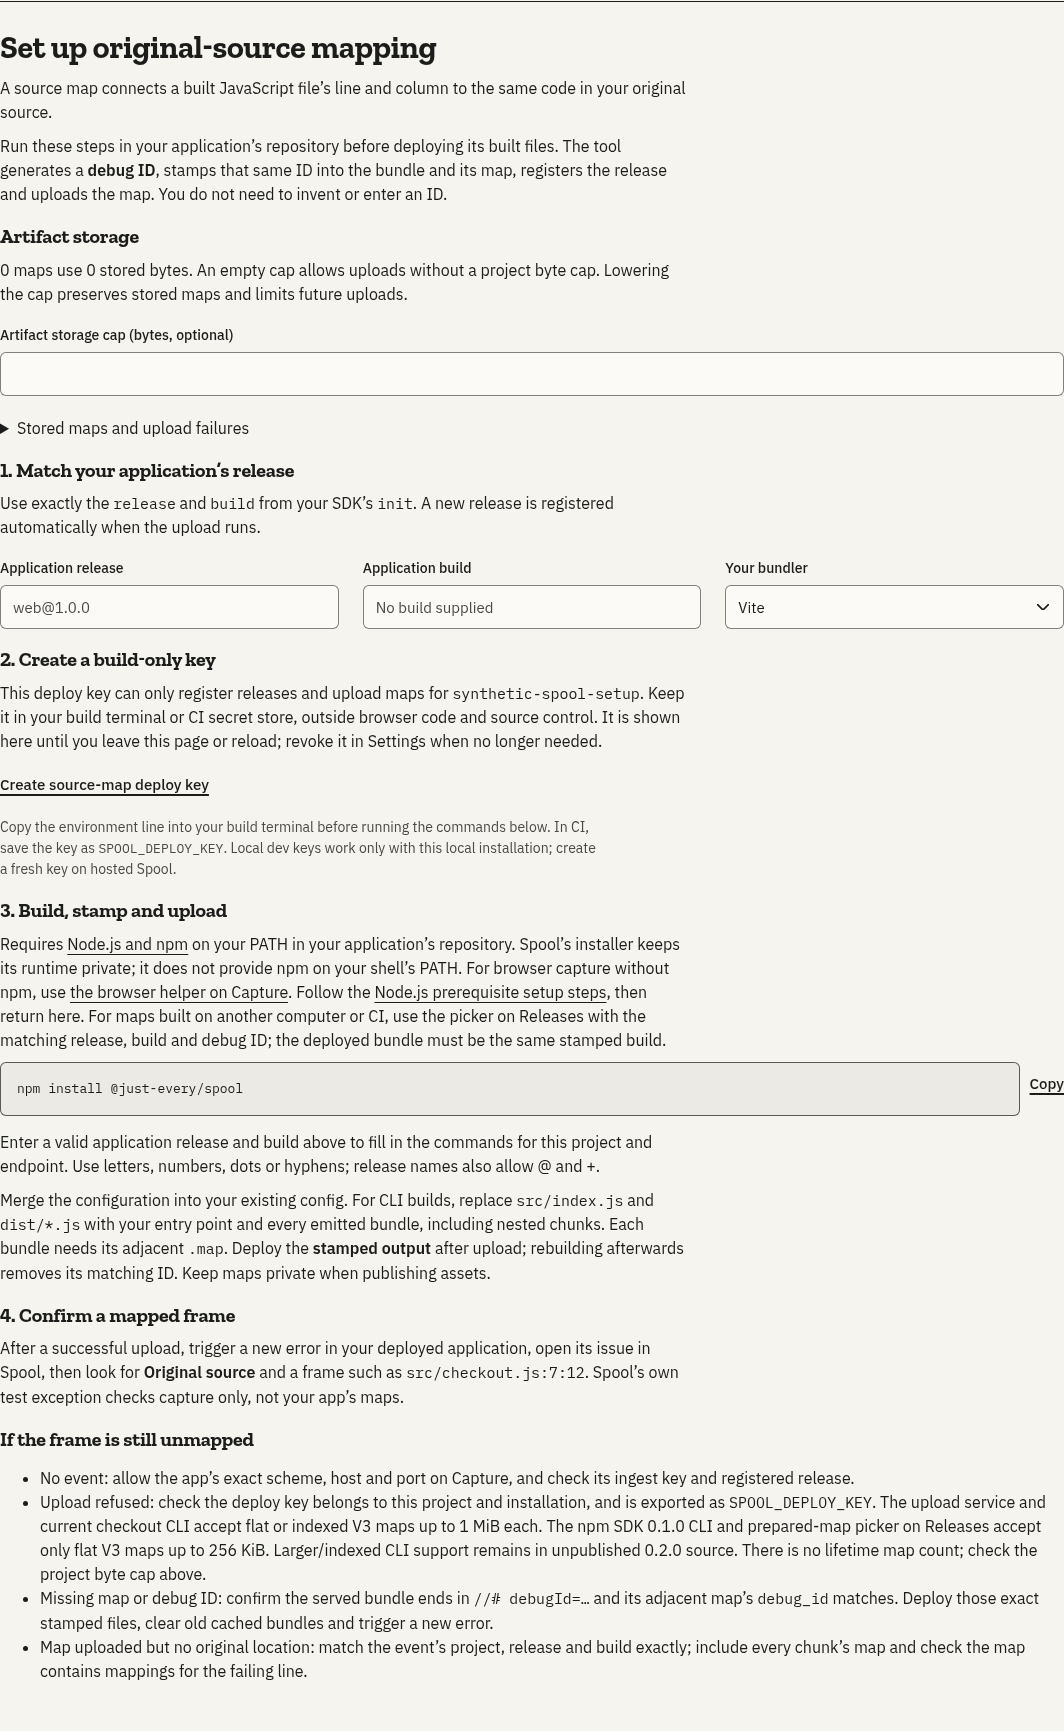 Set up original-source mapping
A source map connects a built JavaScript file’s line and column to the same code in your original
source.
Run these steps in your application’s repository before deploying its built files. The tool
generates a debug ID, stamps that same ID into the bundle and its map, registers the release
and uploads the map. You do not need to invent or enter an ID.
Artifact storage
0 maps use 0 stored bytes. An empty cap allows uploads without a project byte cap. Lowering
the cap preserves stored maps and limits future uploads.
Artifact storage cap (bytes, optional)
Stored maps and upload failures
1. Match your application’s release
Use exactly the release and build from your SDK’s init. A new release is registered
automatically when the upload runs.
Application release
Application build
Your bundler
web@1.0.0
No build supplied
Vite
2. Create a build-only key
This deploy key can only register releases and upload maps for synthetic-spool-setup. Keep
it in your build terminal or CI secret store, outside browser code and source control. It is shown
here until you leave this page or reload; revoke it in Settings when no longer needed.
Create source-map deploy key
Copy the environment line into your build terminal before running the commands below. In CI,
save the key as SPOOL_DEPLOY_KEY. Local dev keys work only with this local installation; create
a fresh key on hosted Spool.
3. Build, stamp and upload
Requires Node.js and npm on your PATH in your application’s repository. Spool’s installer keeps
its runtime private; it does not provide npm on your shell’s PATH. For browser capture without
npm, use the browser helper on Capture. Follow the Node.js prerequisite setup steps, then
return here. For maps built on another computer or CI, use the picker on Releases with the
matching release, build and debug ID; the deployed bundle must be the same stamped build.
npm install @just-every/spool
Copy
Enter a valid application release and build above to fill in the commands for this project and
endpoint. Use letters, numbers, dots or hyphens; release names also allow @ and +.
Merge the configuration into your existing config. For CLI builds, replace src/index.js and
dist/*.js with your entry point and every emitted bundle, including nested chunks. Each
bundle needs its adjacent .map. Deploy the stamped output after upload; rebuilding afterwards
removes its matching ID. Keep maps private when publishing assets.
4. Confirm a mapped frame
After a successful upload, trigger a new error in your deployed application, open its issue in
Spool, then look for Original source and a frame such as src/checkout.js:7:12. Spool’s own
test exception checks capture only, not your app’s maps.
If the frame is still unmapped
• No event: allow the app’s exact scheme, host and port on Capture, and check its ingest key and registered release.
• Upload refused: check the deploy key belongs to this project and installation, and is exported as SPOOL_DEPLOY_KEY. The upload service and
current checkout CLI accept flat or indexed V3 maps up to 1 MiB each. The npm SDK 0.1.0 CLI and prepared-map picker on Releases accept
only flat V3 maps up to 256 KiB. Larger/indexed CLI support remains in unpublished 0.2.0 source. There is no lifetime map count; check the
project byte cap above.
• Missing map or debug ID: confirm the served bundle ends in //# debugId=… and its adjacent map’s debug_id matches. Deploy those exact
stamped files, clear old cached bundles and trigger a new error.
• Map uploaded but no original location: match the event’s project, release and build exactly; include every chunk’s map and check the map
contains mappings for the failing line.